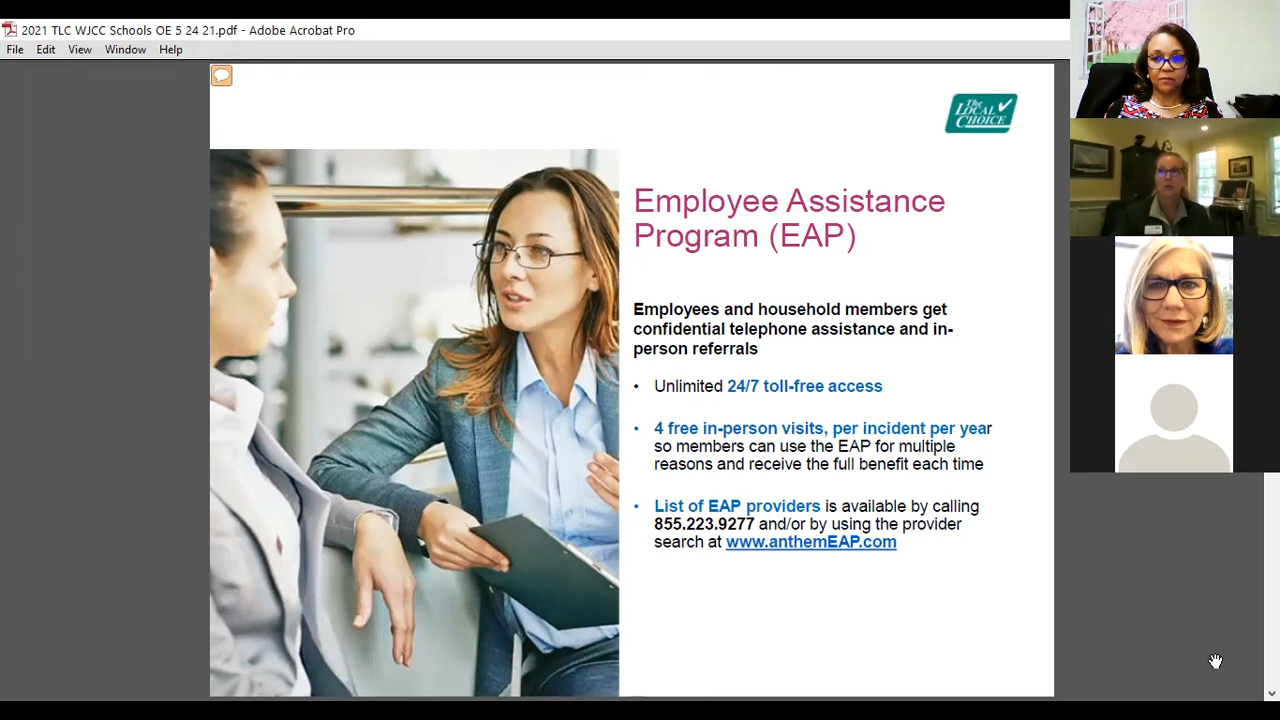 2021 TLC WJCC Schools OE 5 24 21.pdf - Adobe Acrobat Pro
File Edit View Window Help
The
LOCAL
CHOICE
Employee Assistance
Program (EAP)
Employees and household members get
confidential telephone assistance and in-
person referrals
• Unlimited 24/7 toll-free access
• 4 free in-person visits, per incident per year
so members can use the EAP for multiple
reasons and receive the full benefit each time
• List of EAP providers is available by calling
855.223.9277 and/or by using the provider
search at www.anthemEAP.com